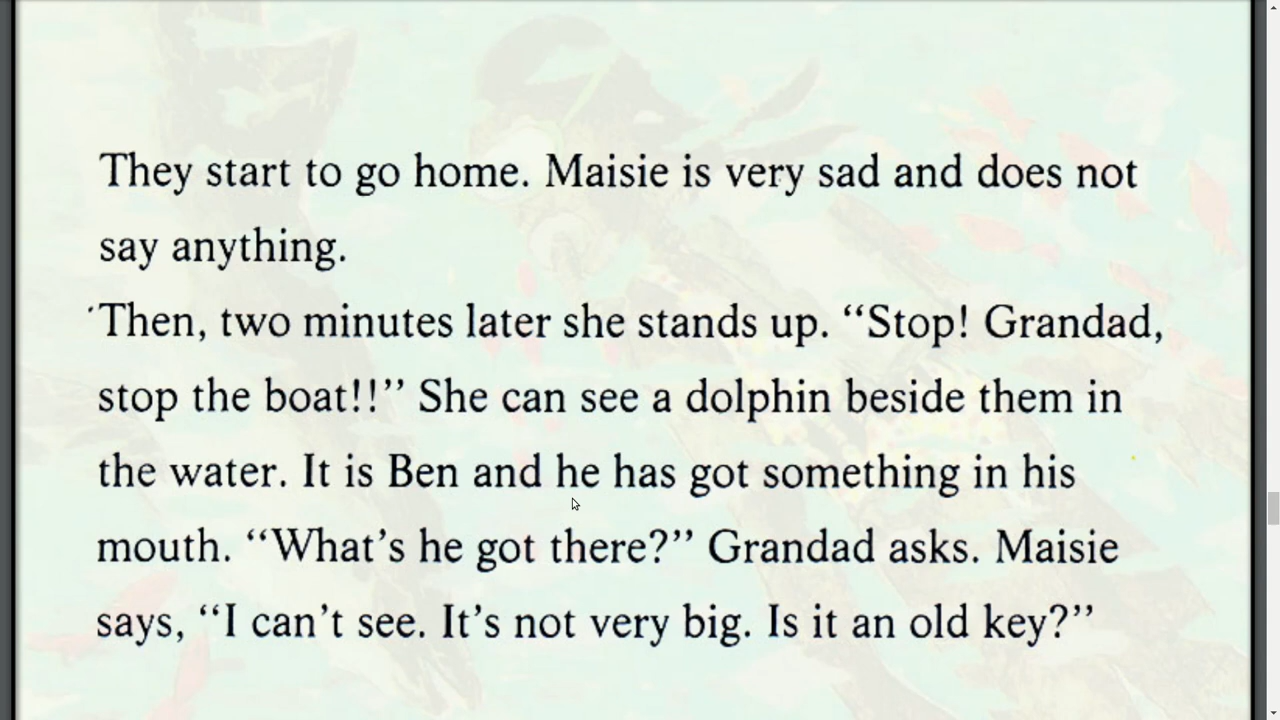 They start to go home. Maisie is very sad and does not
say anything.
Then, two minutes later she stands up. “Stop! Grandad,
stop the boat!!” She can see a dolphin beside them in
the water. It is Ben and he has got something in his
mouth. “What’s he got there?” Grandad asks. Maisie
says, “I can’t see. It’s not very big. Is it an old key?”